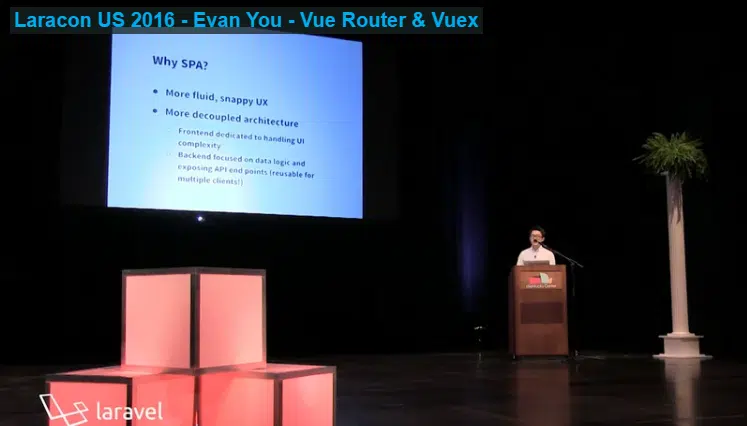 Laracon US 2016 - Evan You - Vue Router & Vuex
Why SPA?
More fluid, snappy UX
More decoupled architecture
Frontend dedicated to handling UI
complexity
Backend focused on data logic and
exposing API end points (reusable for
multiple clients!)
laravel